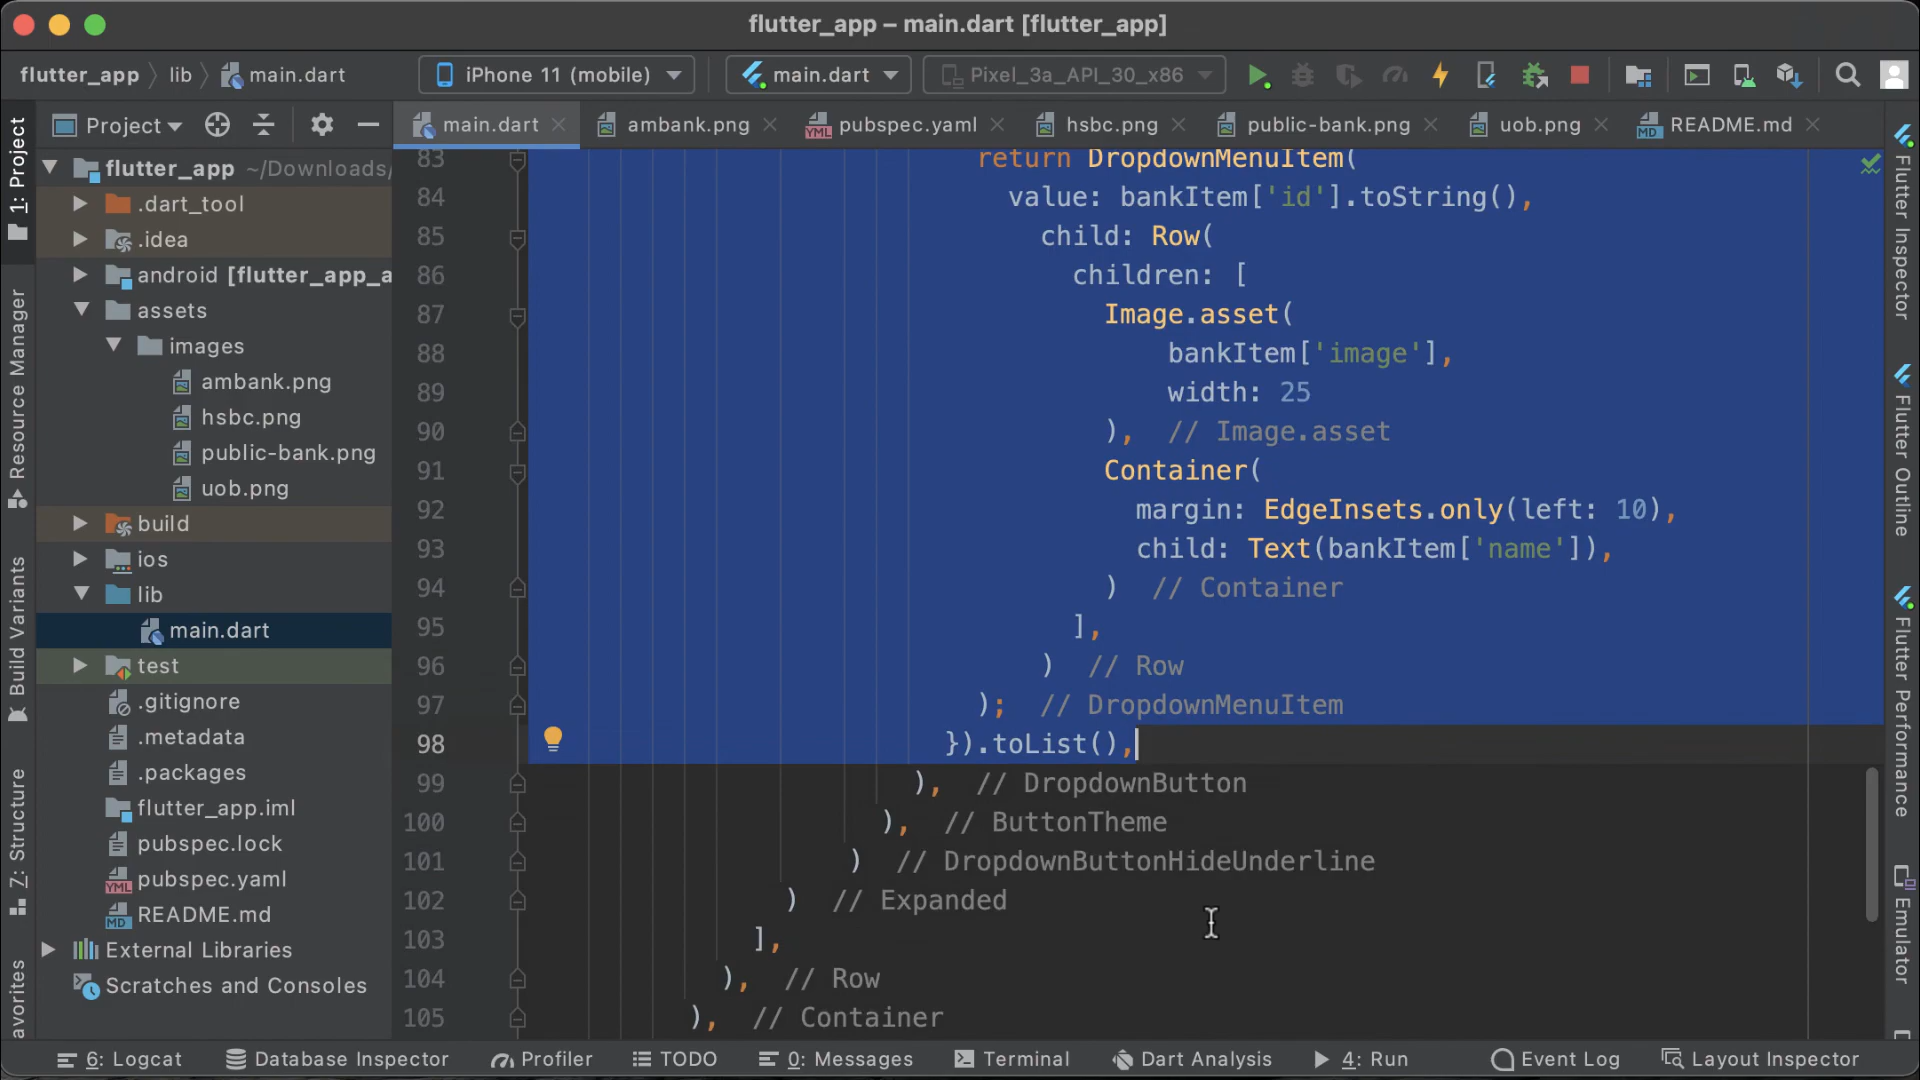 flutter_app – main.dart [flutter_app]
flutter_app lib main.dart iPhone 11 (mobile) main.dart Pixel_3a_API_30_x86
1: Project
Resource Manager
Build Variants
7: Structure
avorites
Project
flutter_app ~/Downloads/
.dart_tool
.idea
android [flutter_app_a
assets
images
ambank.png
hsbc.png
public-bank.png
uob.png
build
ios
lib
main.dart
test
.gitignore
.metadata
.packages
flutter_app.iml
pubspec.lock
pubspec.yaml
README.md
External Libraries
Scratches and Consoles
main.dart ambank.png pubspec.yaml hsbc.png public-bank.png uob.png README.md
83 return DropdownMenuItem(
84 value: bankItem['id'].toString(),
85 child: Row(
86 children: [
87 Image.asset(
88 bankItem['image'],
89 width: 25
90 ), // Image.asset
91 Container(
92 margin: EdgeInsets.only(left: 10),
93 child: Text(bankItem['name']),
94 ) // Container
95 ],
96 ) // Row
97 ); // DropdownMenuItem
98 }).toList(),
99 ), // DropdownButton
100 ), // ButtonTheme
101 ) // DropdownButtonHideUnderline
102 ) // Expanded
103 ],
104 ), // Row
105 ), // Container
Flutter Inspector
Flutter Outline
Flutter Performance
Emulator
6: Logcat Database Inspector Profiler TODO 0: Messages Terminal Dart Analysis 4: Run Event Log Layout Inspector